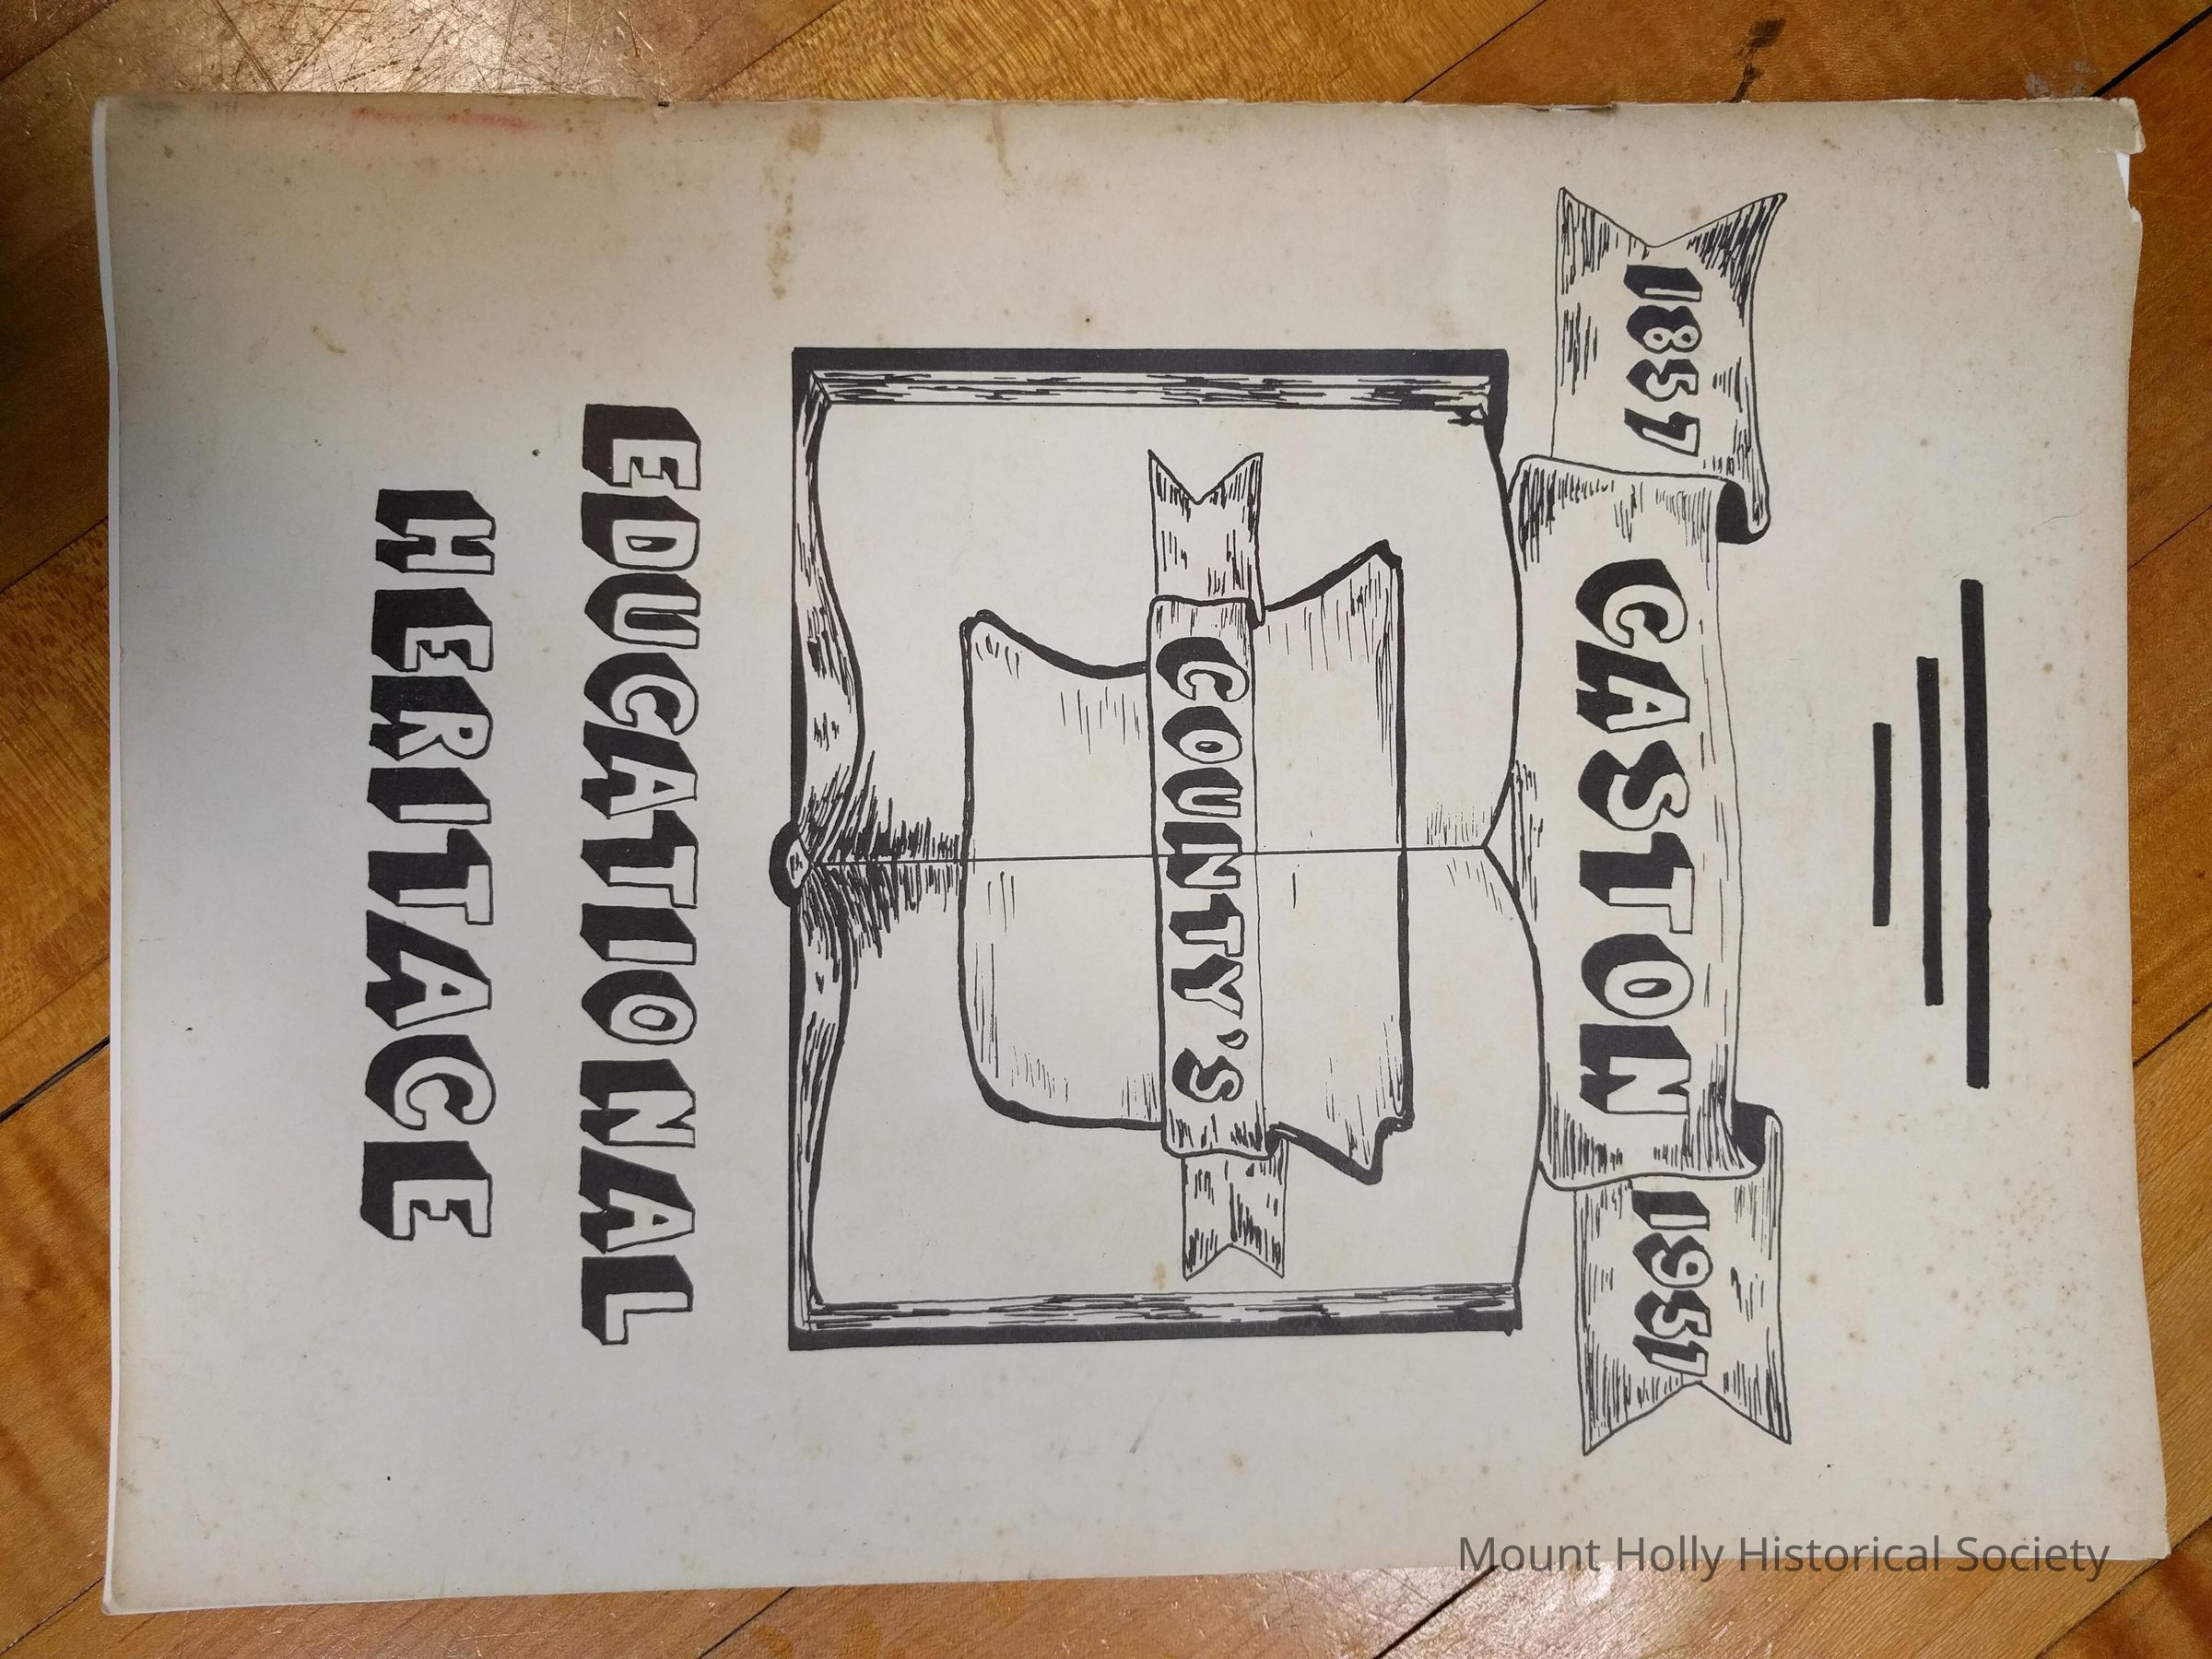 1857 GASTON 1957
COUNTY'S
EDUCATIONAL
HERITAGE
Mount Holly Historical Society